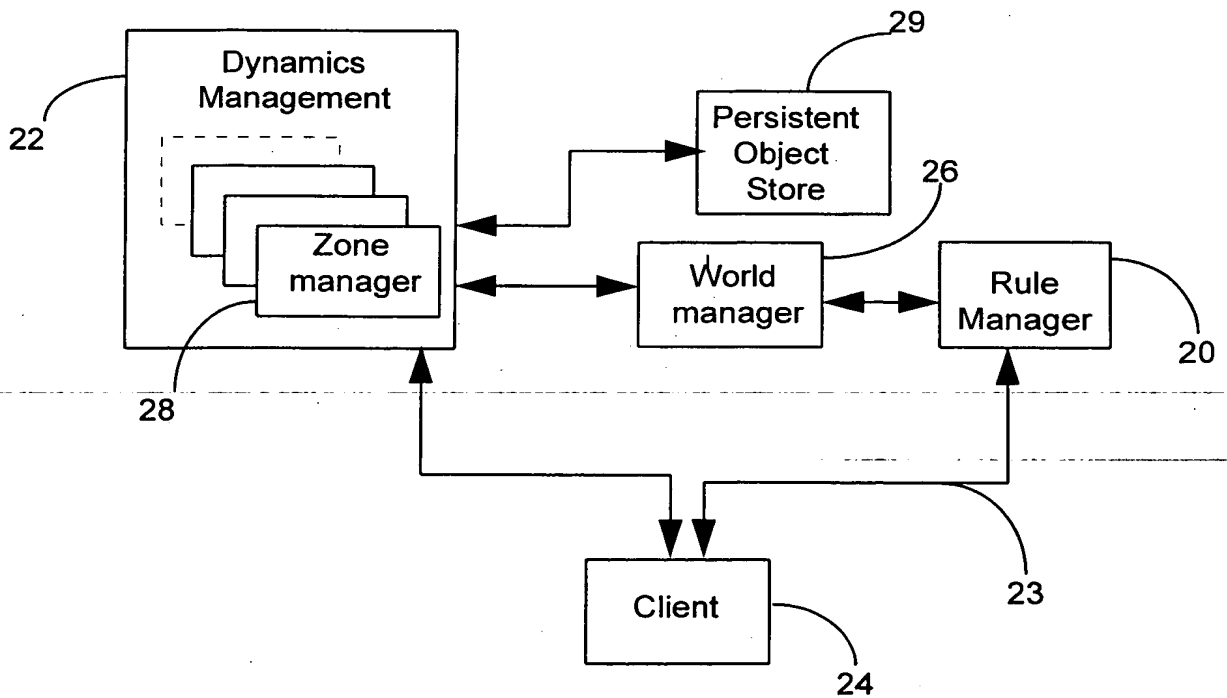 29
Dynamics
Management
22
Persistent
Object
Store
26
Zone
manager
World
manager
Rule
Manager
20
28
23
Client
24